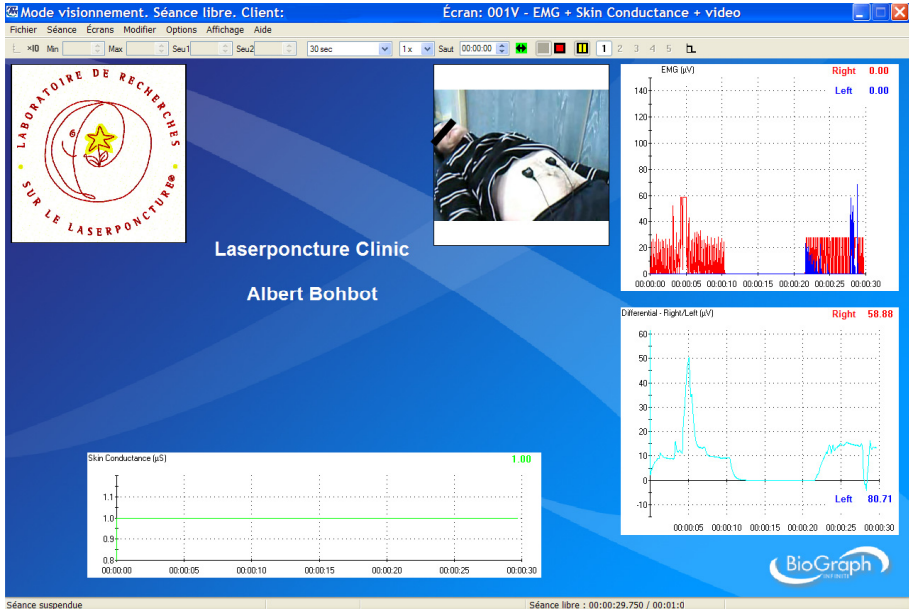 Mode visionnement. Séance libre. Client: Écran: 001V - EMG + Skin Conductance + video
Fichier Séance Écrans Modifier Options Affichage Aide
×10 Min Max Seu1 Seu2 30 sec 1 x Saut 00:00:00 1 2 3 4 5
LABORATOIRE DE RECHERCHES
SUR LE LASERPONCTURE®
Laserponcture Clinic
Albert Bohbot
EMG (µV)
Right 0.00
Left 0.00
140
120
100
80
60
40
20
0
00:00:00 00:00:05 00:00:10 00:00:15 00:00:20 00:00:25 00:00:30
Differential - Right/Left (µV)
Right 58.88
60
50
40
30
20
10
0
-10
Left 80.71
00:00:05 00:00:10 00:00:15 00:00:20 00:00:25 00:00:30
Skin Conductance (µS)
1.00
1.1
1.0
0.9
0.8
00:00:00 00:00:05 00:00:10 00:00:15 00:00:20 00:00:25 00:00:30
BioGraph
INFINITI
Séance suspendue
Séance libre : 00:00:29.750 / 00:01:0